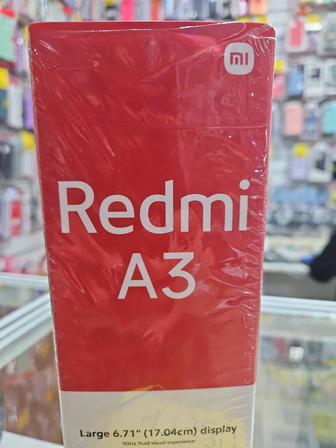 mi
Redmi
A3
Large 6.71" (17.04cm) display
90Hz fluid visual experience